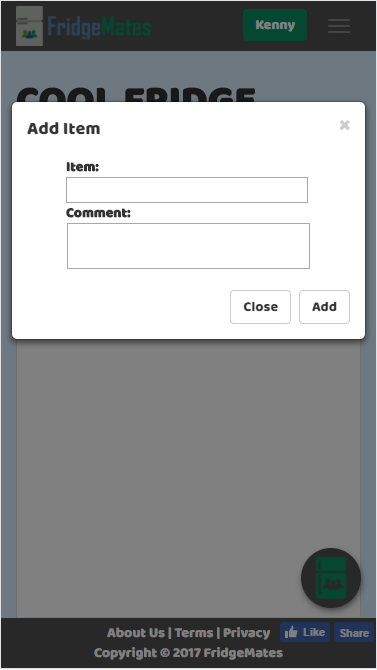 FridgeMates
Kenny
COOL FRIDGE
Add Item
×
Item:
Comment:
Close
Add
About Us | Terms | Privacy
Like
Share
Copyright © 2017 FridgeMates